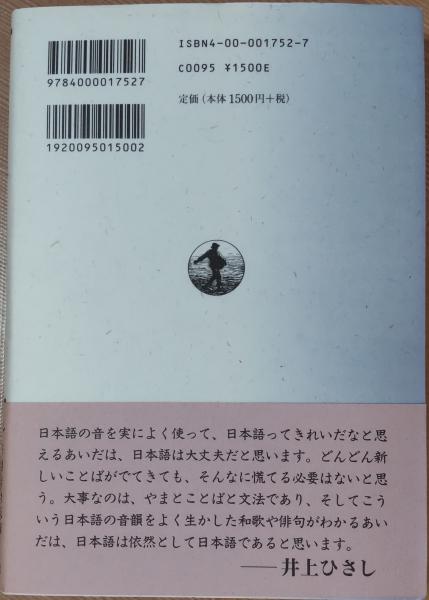 ISBN4-00-001752-7
C0095 ¥1500E
定価(本体1500円+税)
9784000017527
1920095015002
日本語の音を実によく使って、日本語ってきれいだなと思
えるあいだは、日本語は大丈夫だと思います。どんどん新
しいことばがでてきても、そんなに慌てる必要はないと思
う。大事なのは、やまとことばと文法であり、そしてこう
いう日本語の音韻をよく生かした和歌や俳句がわかるあい
だは、日本語は依然として日本語であると思います。
——井上ひさし